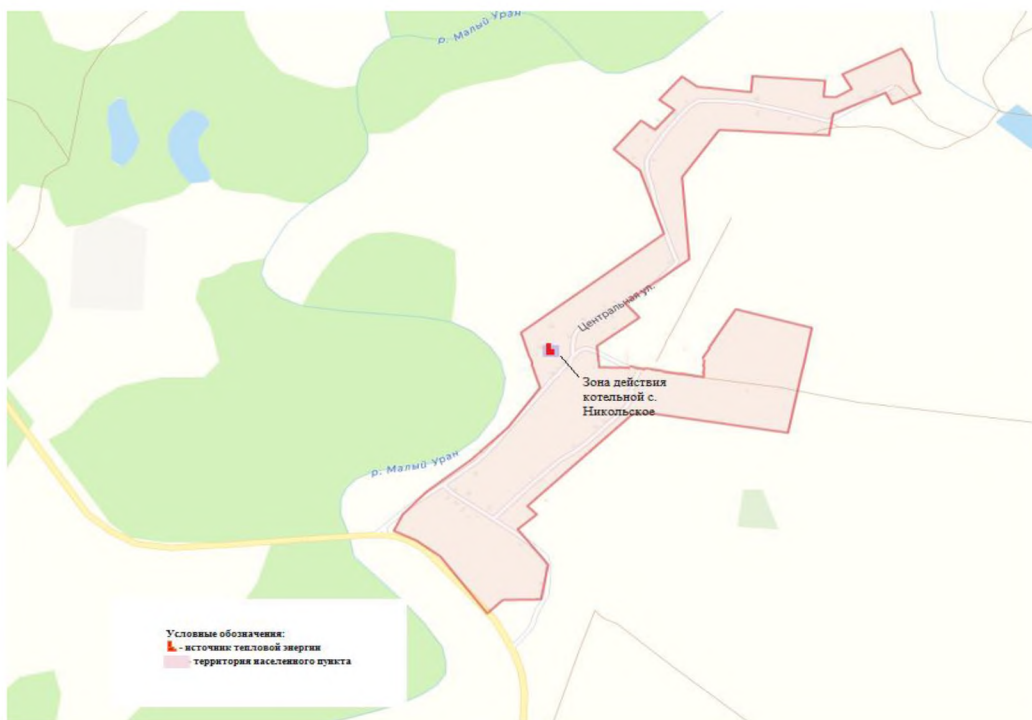 р. Малый Уран
Центральная ул.
Зона действия
котельной с.
Никольское
р. Малый Уран
Условные обозначения:
- источник тепловой энергии
- территория населенного пункта